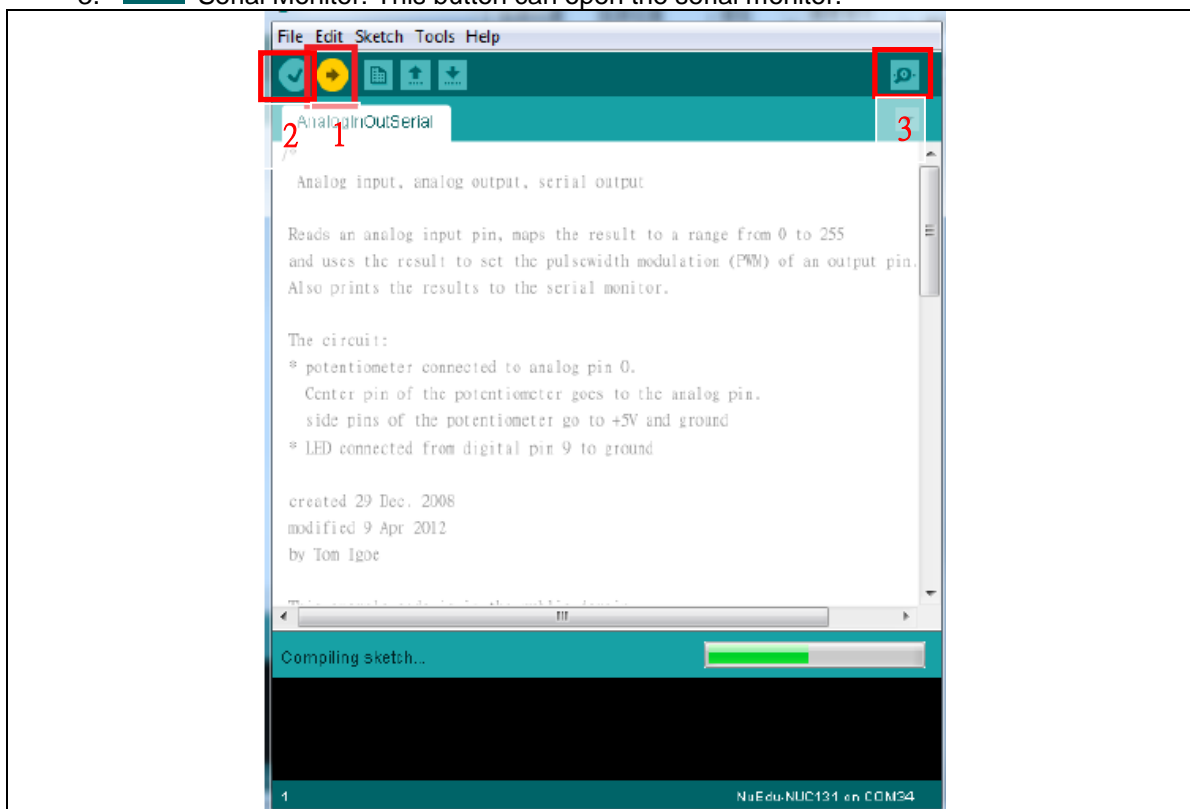 Serial Monitor: This button can open the serial monitor.
File Edit Sketch Tools Help
2 1 3
AnalogInOutSerial
/*
Analog input, analog output, serial output
Reads an analog input pin, maps the result to a range from 0 to 255
and uses the result to set the pulsewidth modulation (PWM) of an output pin.
Also prints the results to the serial monitor.
The circuit:
* potentiometer connected to analog pin 0.
Center pin of the potentiometer goes to the analog pin.
side pins of the potentiometer go to +5V and ground
* LED connected from digital pin 9 to ground
created 29 Dec. 2008
modified 9 Apr 2012
by Tom Igoe
Compiling sketch...
1 NuEdu-NUC131 on COM34